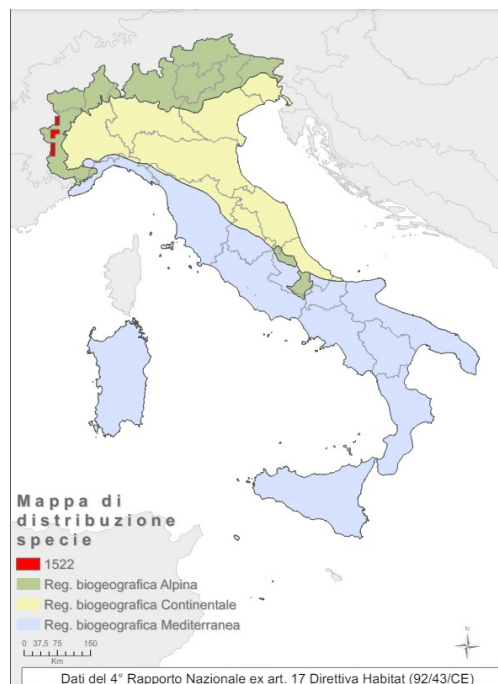 Mappa di
distribuzione
specie
1522
Reg. biogeografica Alpina
Reg. biogeografica Continentale
Reg. biogeografica Mediterranea
0 37,5 75 150
Km
N
Dati del 4° Rapporto Nazionale ex art. 17 Direttiva Habitat (92/43/CE)